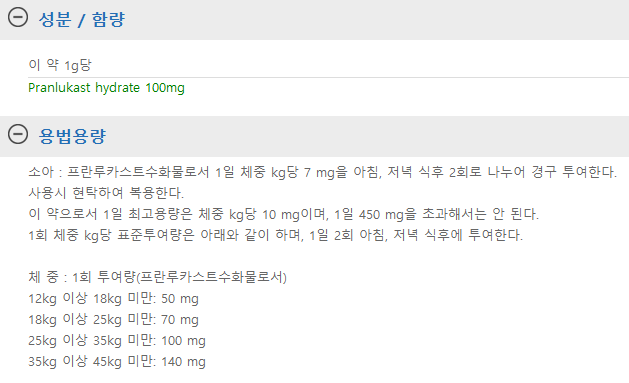 성분 / 함량
이 약 1g당
Pranlukast hydrate 100mg
용법용량
소아 : 프란루카스트수화물로서 1일 체중 kg당 7 mg을 아침, 저녁 식후 2회로 나누어 경구 투여한다.
사용시 현탁하여 복용한다.
이 약으로서 1일 최고용량은 체중 kg당 10 mg이며, 1일 450 mg을 초과해서는 안 된다.
1회 체중 kg당 표준투여량은 아래와 같이 하며, 1일 2회 아침, 저녁 식후에 투여한다.
체 중 : 1회 투여량(프란루카스트수화물로서)
12kg 이상 18kg 미만: 50 mg
18kg 이상 25kg 미만: 70 mg
25kg 이상 35kg 미만: 100 mg
35kg 이상 45kg 미만: 140 mg